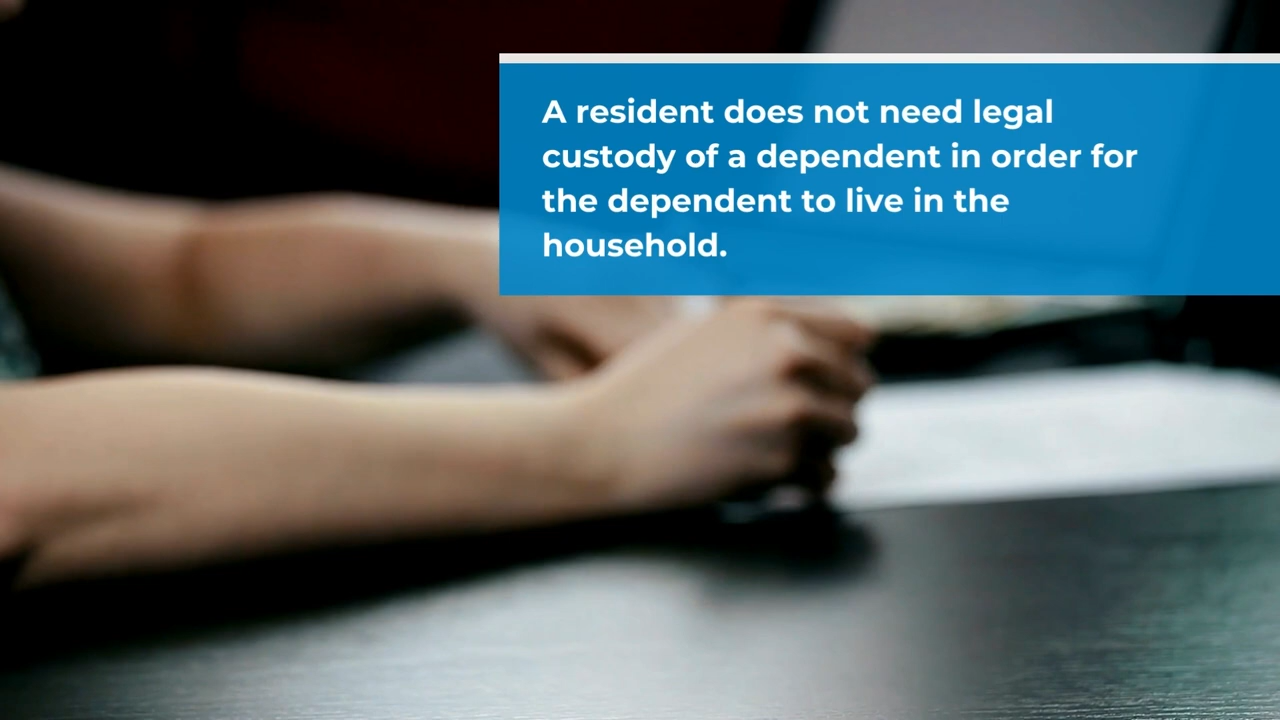 A resident does not need legal
custody of a dependent in order for
the dependent to live in the
household.